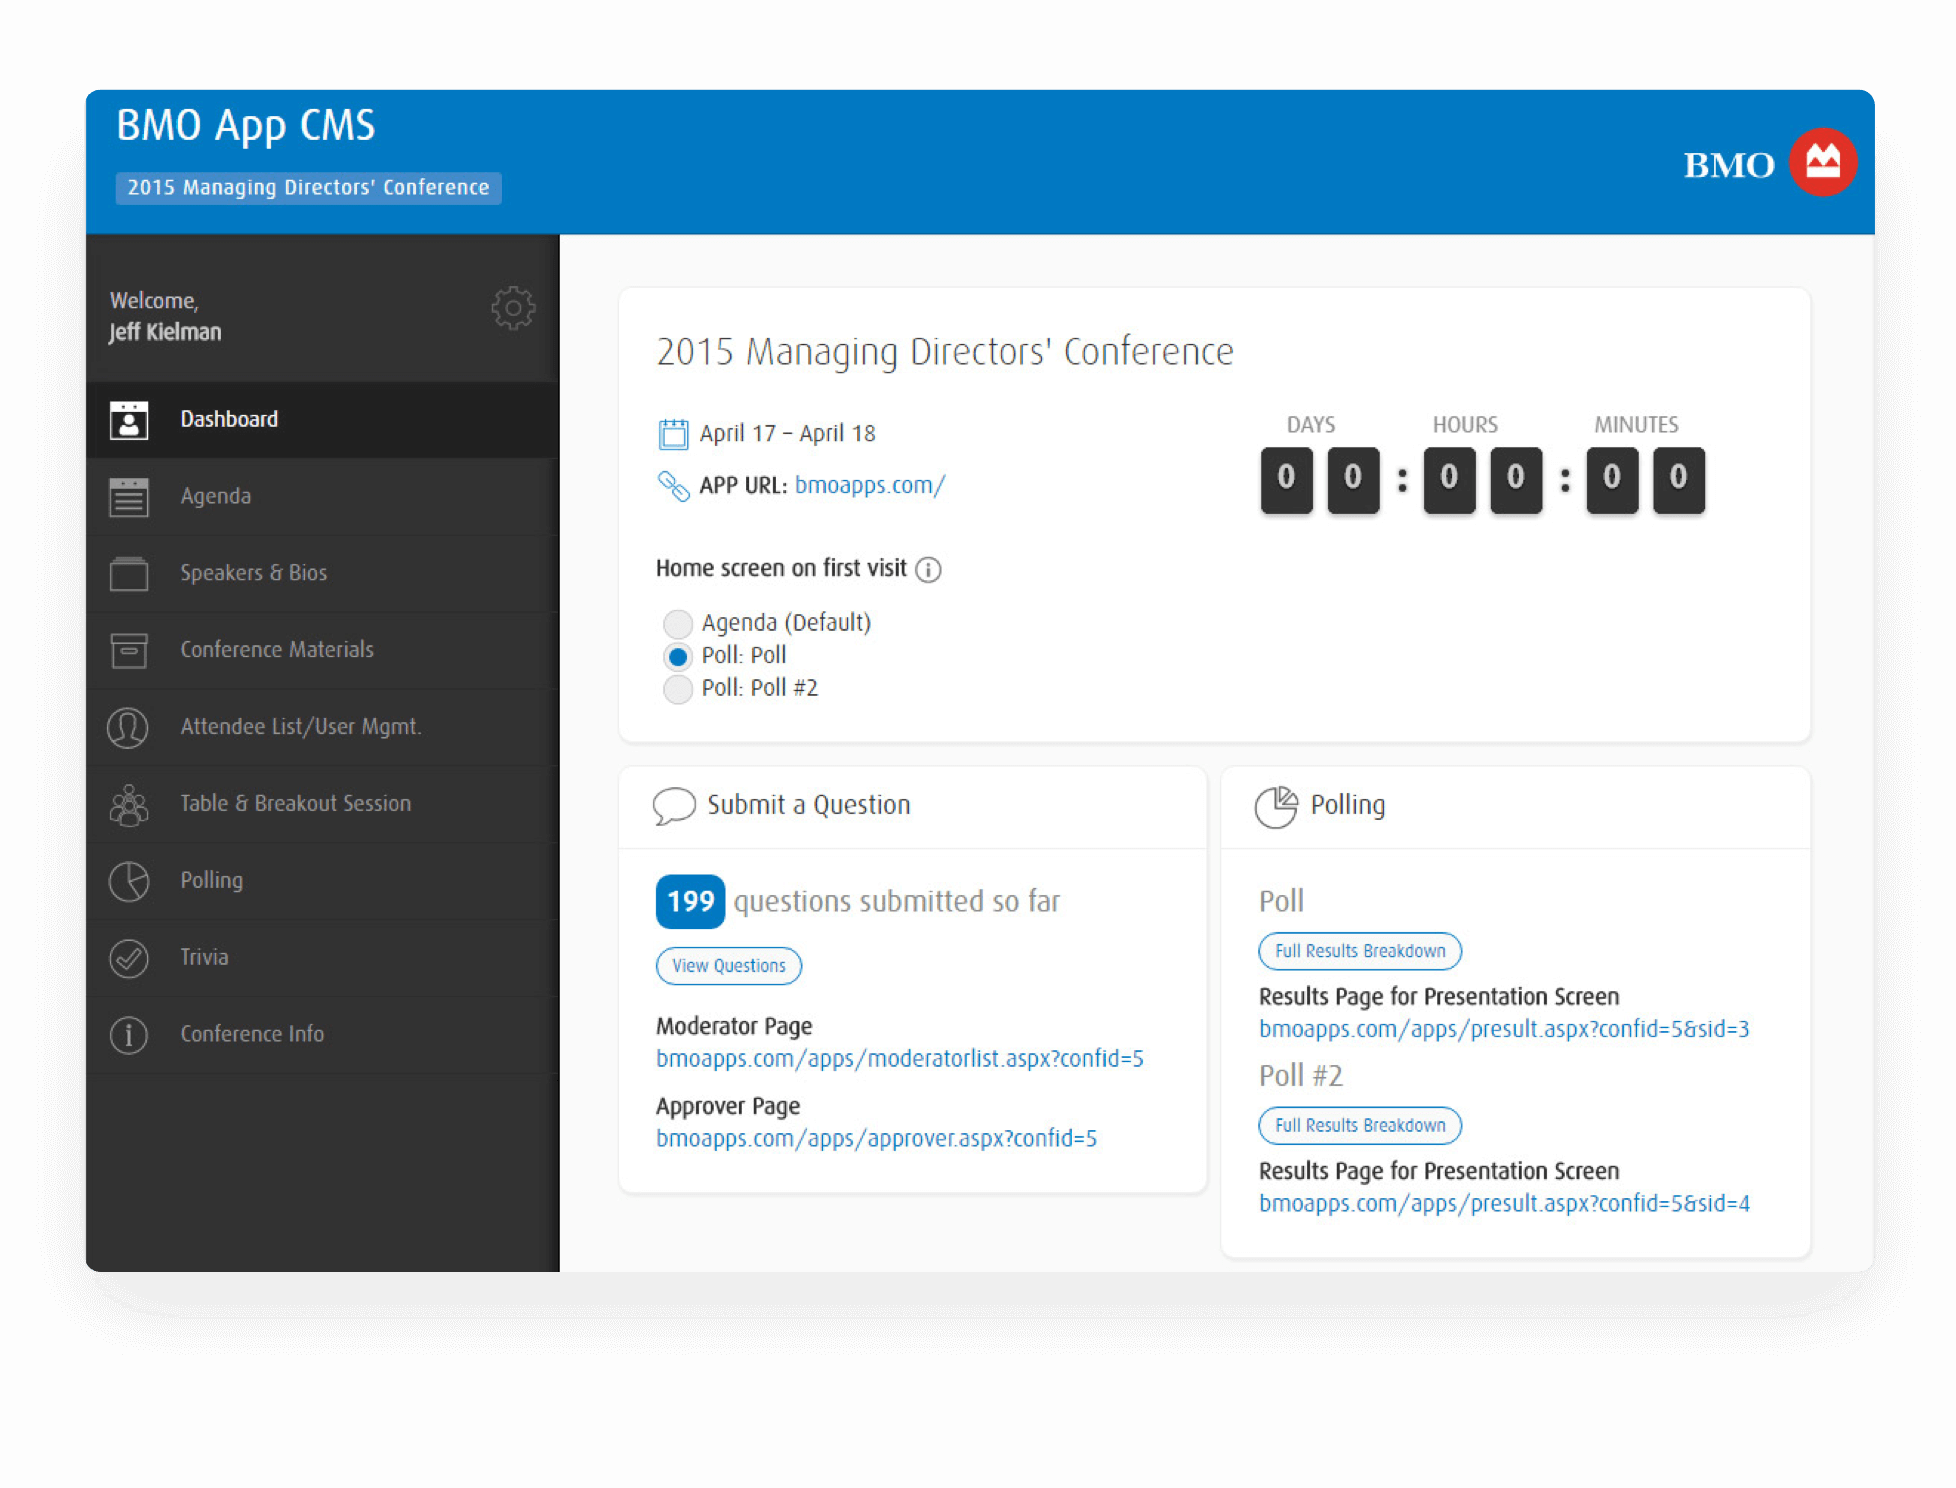 BMO App CMS
2015 Managing Directors' Conference
BMO
Welcome,
Jeff Kielman
Dashboard
Agenda
Speakers & Bios
Conference Materials
Attendee List/User Mgmt.
Table & Breakout Session
Polling
Trivia
Conference Info
2015 Managing Directors' Conference
April 17 – April 18
APP URL: bmoapps.com/
DAYS HOURS MINUTES
0 0 : 0 0 : 0 0
Home screen on first visit
Agenda (Default)
Poll: Poll
Poll: Poll #2
Submit a Question
199 questions submitted so far
View Questions
Moderator Page
bmoapps.com/apps/moderatorlist.aspx?confid=5
Approver Page
bmoapps.com/apps/approver.aspx?confid=5
Polling
Poll
Full Results Breakdown
Results Page for Presentation Screen
bmoapps.com/apps/presult.aspx?confid=5&sid=3
Poll #2
Full Results Breakdown
Results Page for Presentation Screen
bmoapps.com/apps/presult.aspx?confid=5&sid=4